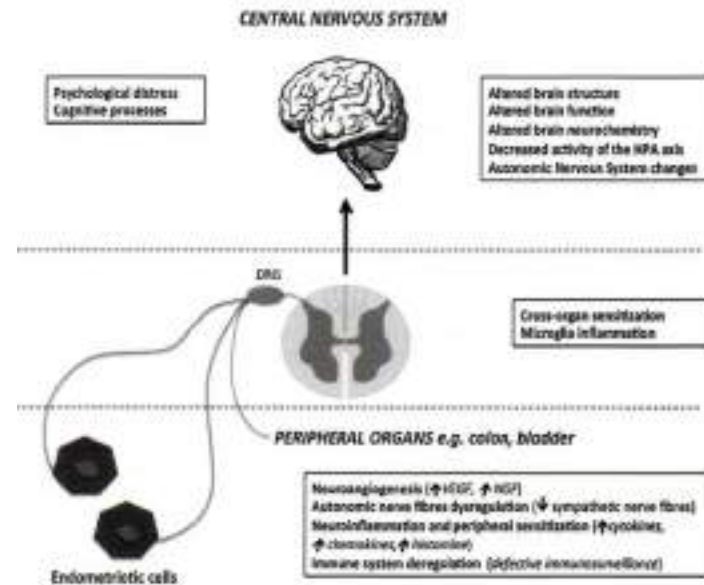 CENTRAL NERVOUS SYSTEM
Psychological distress
Cognitive processes
Altered brain structure
Altered brain function
Altered brain neurochemistry
Decreased activity of the HPA axis
Autonomic Nervous System changes
DRG
Cross-organ sensitization
Microglia inflammation
PERIPHERAL ORGANS e.g. colon, bladder
Neuroangiogenesis (↑VEGF, ↑ NGF)
Autonomic nerve fibres dysregulation (↓ sympathetic nerve fibres)
Neuroinflammation and peripheral sensitization (↑cytokines,
↑ chemokines, ↑ histamine)
Immune system deregulation (defective immunosurveillance)
Endometriotic cells